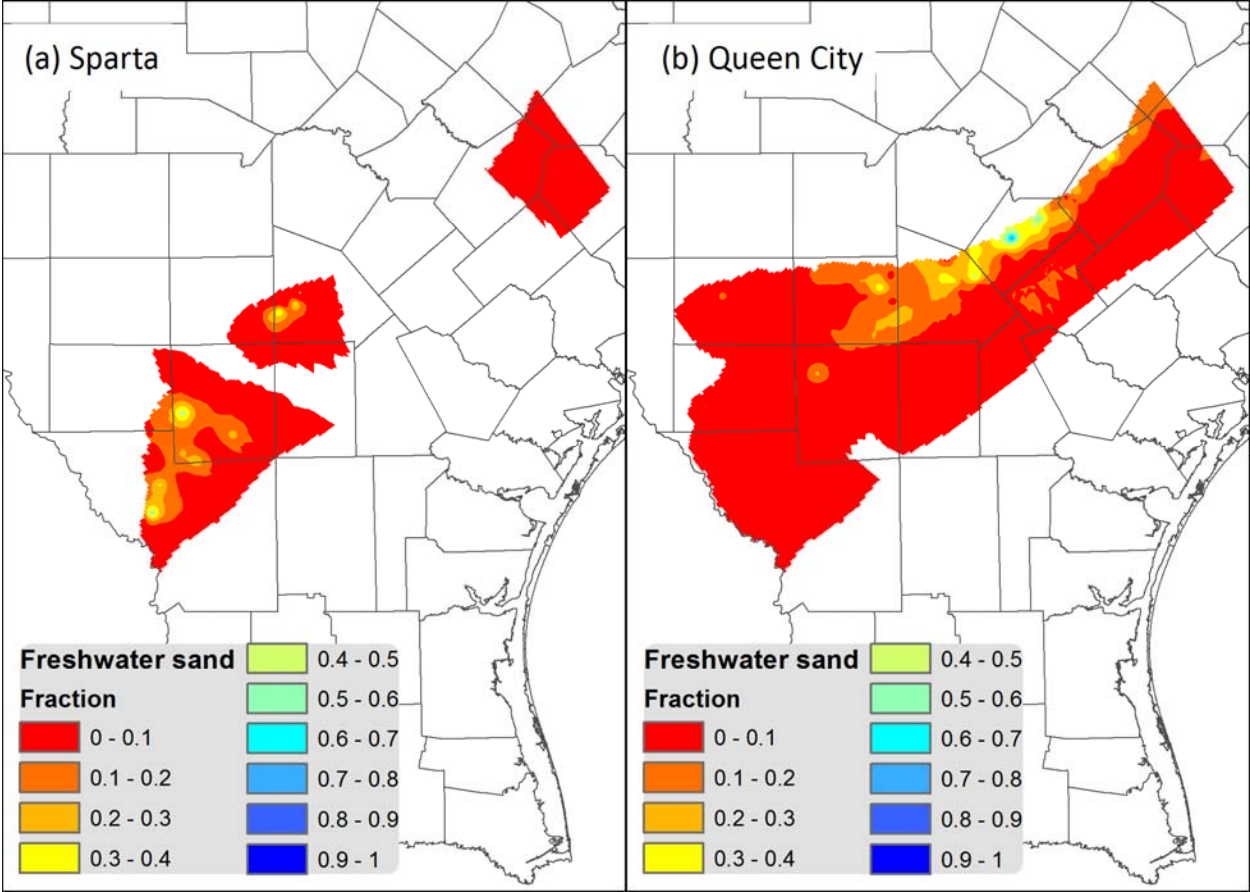 (a) Sparta
Freshwater sand
Fraction
0 - 0.1
0.1 - 0.2
0.2 - 0.3
0.3 - 0.4
0.4 - 0.5
0.5 - 0.6
0.6 - 0.7
0.7 - 0.8
0.8 - 0.9
0.9 - 1
(b) Queen City
Freshwater sand
Fraction
0 - 0.1
0.1 - 0.2
0.2 - 0.3
0.3 - 0.4
0.4 - 0.5
0.5 - 0.6
0.6 - 0.7
0.7 - 0.8
0.8 - 0.9
0.9 - 1